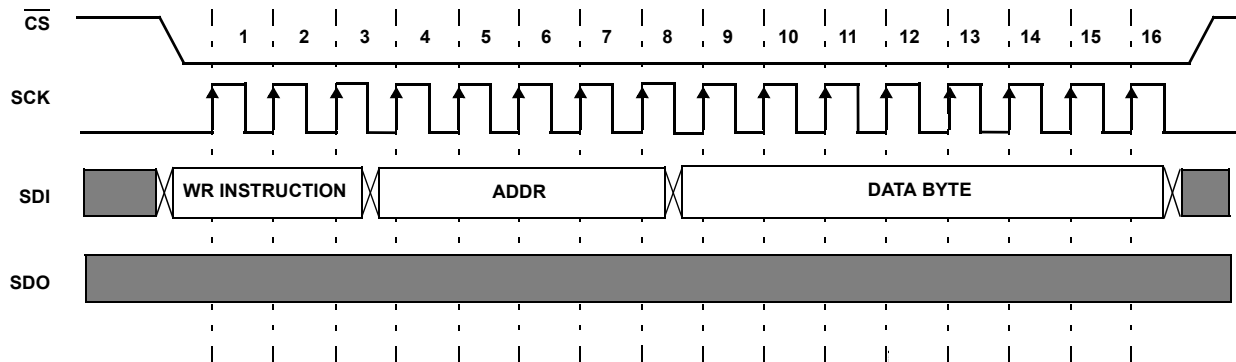 CS
1 2 3 4 5 6 7 8 9 10 11 12 13 14 15 16
SCK
SDI WR INSTRUCTION ADDR DATA BYTE
SDO